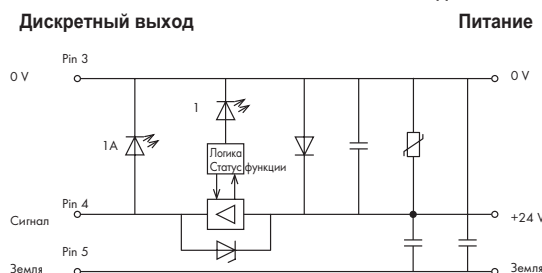 Дискретный выход
Питание
Pin 3
0 V
0 V
1
1A
Логика
Статус функции
Pin 4
Сигнал
+24 V
Pin 5
Земля
Земля